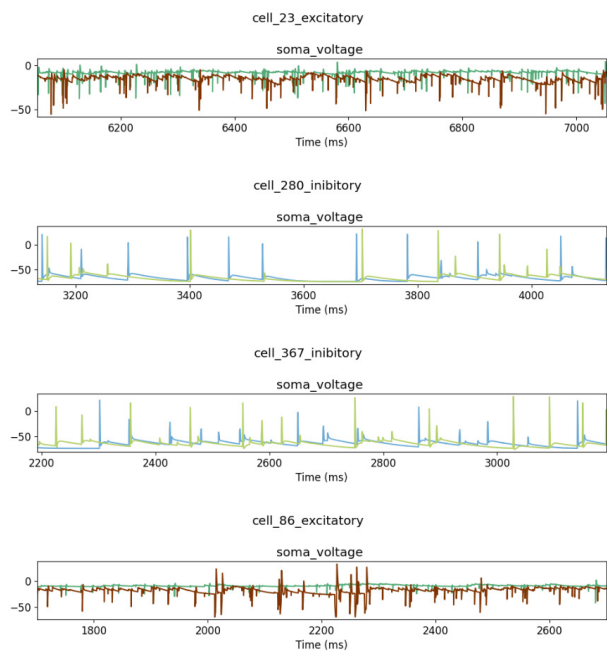 cell_23_excitatory
soma_voltage
0
−50
6200 6400 6600 6800 7000
Time (ms)
cell_280_inibitory
soma_voltage
0
−50
3200 3400 3600 3800 4000
Time (ms)
cell_367_inibitory
soma_voltage
0
−50
2200 2400 2600 2800 3000
Time (ms)
cell_86_excitatory
soma_voltage
0
−50
1800 2000 2200 2400 2600
Time (ms)